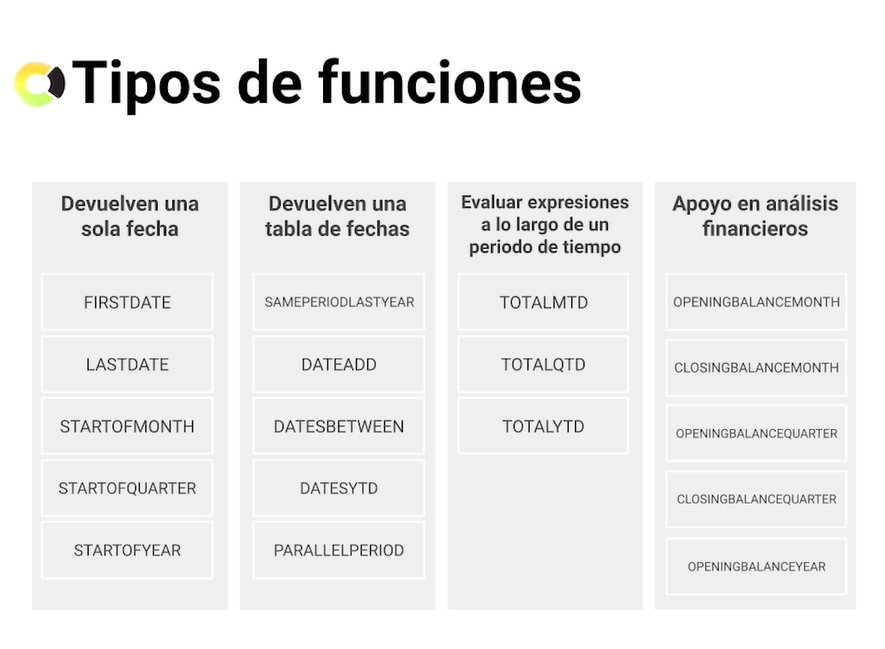 Tipos de funciones
Devuelven una
sola fecha
FIRSTDATE
LASTDATE
STARTOFMONTH
STARTOFQUARTER
STARTOFYEAR
Devuelven una
tabla de fechas
SAMEPERIODLASTYEAR
DATEADD
DATESBETWEEN
DATESYTD
PARALLELPERIOD
Evaluar expresiones
a lo largo de un
periodo de tiempo
TOTALMTD
TOTALQTD
TOTALYTD
Apoyo en análisis
financieros
OPENINGBALANCEMONTH
CLOSINGBALANCEMONTH
OPENINGBALANCEQUARTER
CLOSINGBALANCEQUARTER
OPENINGBALANCEYEAR